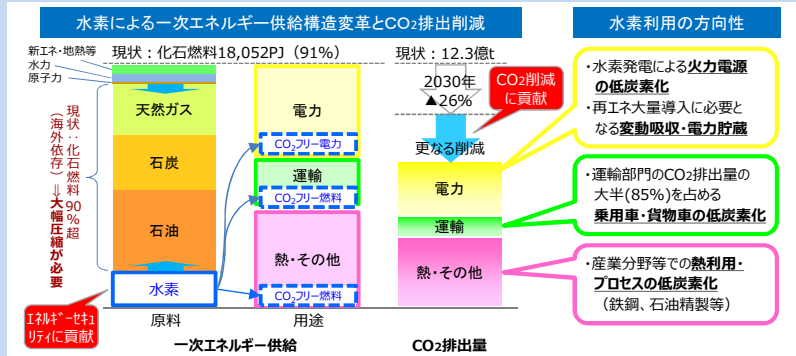 水素による一次エネルギー供給構造変革とCO2排出削減
水素利用の方向性
現状：化石燃料18,052PJ（91%）
現状：12.3億t
新エネ・地熱等
水力
原子力
天然ガス
石炭
石油
水素
現状：化石燃料90%超
（海外依存）⇒大幅圧縮が必要
エネルギーセキュ
リティに貢献
電力
CO2フリー電力
運輸
CO2フリー燃料
熱・その他
CO2フリー燃料
原料
用途
一次エネルギー供給
2030年
▲26%
CO2削減
に貢献
更なる削減
電力
運輸
熱・その他
CO2排出量
・水素発電による火力電源
の低炭素化
・再エネ大量導入に必要と
なる変動吸収・電力貯蔵
・運輸部門のCO2排出量の
大半(85%)を占める
乗用車・貨物車の低炭素化
・産業分野等での熱利用・
プロセスの低炭素化
（鉄鋼、石油精製等）